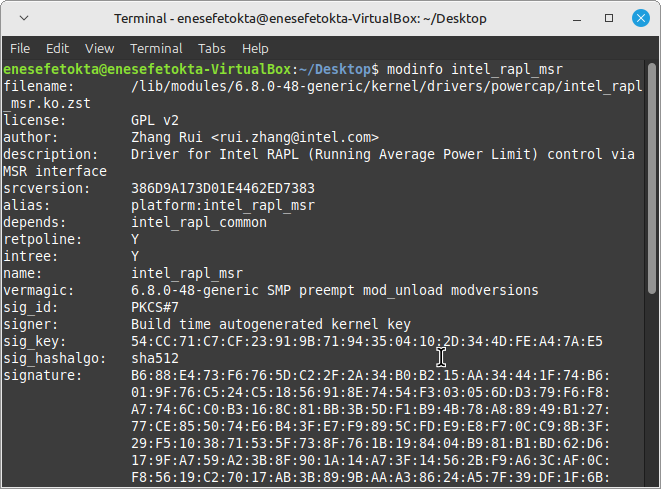 Terminal - enesefetokta@enesefetokta-VirtualBox: ~/Desktop
File Edit View Terminal Tabs Help
enesefetokta@enesefetokta-VirtualBox:~/Desktop$ modinfo intel_rapl_msr
filename:       /lib/modules/6.8.0-48-generic/kernel/drivers/powercap/intel_rapl
_msr.ko.zst
license:        GPL v2
author:         Zhang Rui <rui.zhang@intel.com>
description:    Driver for Intel RAPL (Running Average Power Limit) control via
MSR interface
srcversion:     386D9A173D01E4462ED7383
alias:          platform:intel_rapl_msr
depends:        intel_rapl_common
retpoline:      Y
intree:         Y
name:           intel_rapl_msr
vermagic:       6.8.0-48-generic SMP preempt mod_unload modversions
sig_id:         PKCS#7
signer:         Build time autogenerated kernel key
sig_key:        54:CC:71:C7:CF:23:91:9B:71:94:35:04:10:2D:34:4D:FE:A4:7A:E5
sig_hashalgo:   sha512
signature:      B6:88:E4:73:F6:76:5D:C2:2F:2A:34:B0:B2:15:AA:34:44:1F:74:B6:
                01:9F:76:C5:24:C5:18:56:91:8E:74:54:F3:03:05:6D:D3:79:F6:F8:
                A7:74:6C:C0:B3:16:8C:81:BB:3B:5D:F1:B9:4B:78:A8:89:49:B1:27:
                77:CE:85:50:74:E6:B4:3F:E7:F9:89:5C:FD:E9:E8:F7:0C:C9:8B:3F:
                29:F5:10:38:71:53:5F:73:8F:76:1B:19:84:04:B9:81:B1:BD:62:D6:
                17:9F:A7:59:A2:3B:8F:90:1A:14:A7:3F:14:56:2B:F9:A6:3C:AF:0C:
                F8:56:19:C2:70:17:AB:3B:89:9B:AA:A3:86:24:A5:7F:39:DF:1F:6B: